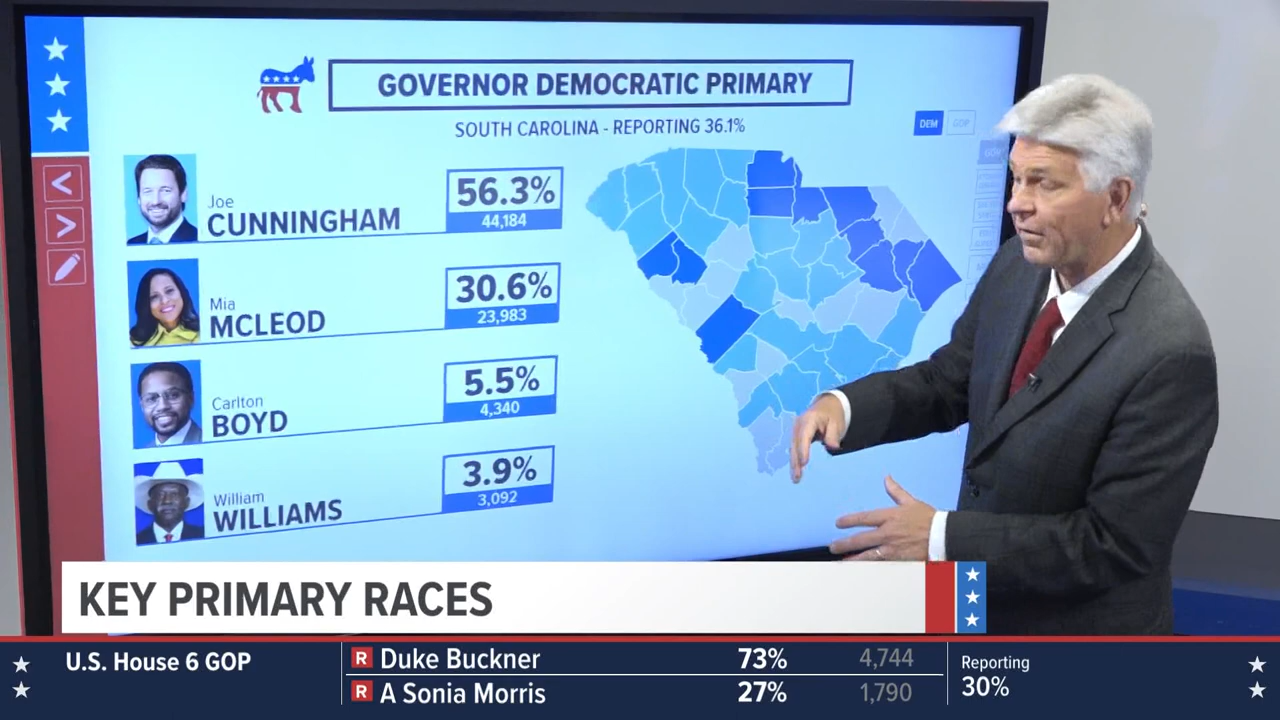 GOVERNOR DEMOCRATIC PRIMARY
SOUTH CAROLINA - REPORTING 36.1%
DEM
GOP
Joe
CUNNINGHAM
56.3%
44,184
Mia
MCLEOD
30.6%
23,983
Carlton
BOYD
5.5%
4,340
William
WILLIAMS
3.9%
3,092
KEY PRIMARY RACES
U.S. House 6 GOP
R Duke Buckner 73% 4,744
R A Sonia Morris 27% 1,790
Reporting
30%